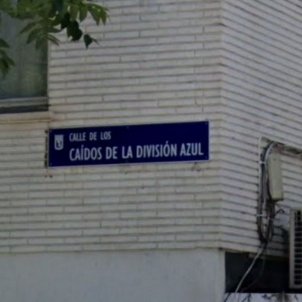 CALLE DE LOS
CAÍDOS DE LA DIVISIÓN AZUL